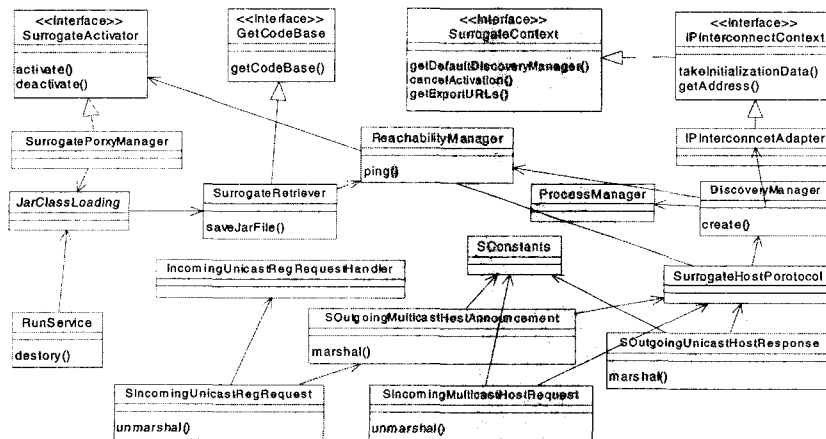 <<Interface>>
SurrogateActivator
activate()
deactivate()
<<Interface>>
GetCodeBase
getCodeBase()
<<Interface>>
SurrogateContext
getDefaultDiscoveryManager()
cancelActivation()
getExportURLs()
<<Interface>>
IPInterconnectContext
takeInitializationData()
getAddress()
SurrogatePorxyManager
ReachabilityManager
ping()
IPInterconncetAdapter
JarClassLoading
SurrogateRetriever
saveJarFile()
ProcessManager
DiscoveryManager
create()
SConstants
IncomingUnicastRegRequestHandler
SurrogateHostPorotocol
RunService
destory()
SOutgoingMulticastHostAnnouncement
marshal()
SOutgoingUnicastHostResponse
marshal()
SIncomingUnicastRegRequest
unmarshal()
SIncomingMulticastHostRequest
unmarshal()